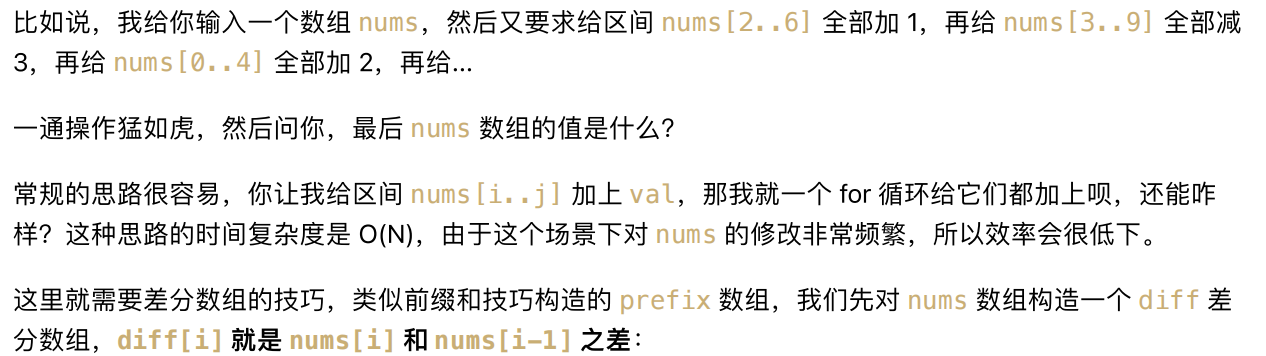 比如说，我给你输入一个数组 nums，然后又要求给区间 nums[2..6] 全部加 1，再给 nums[3..9] 全部减
3，再给 nums[0..4] 全部加 2，再给...
一通操作猛如虎，然后问你，最后 nums 数组的值是什么？
常规的思路很容易，你让我给区间 nums[i..j] 加上 val，那我就一个 for 循环给它们都加上呗，还能咋
样？这种思路的时间复杂度是 O(N)，由于这个场景下对 nums 的修改非常频繁，所以效率会很低下。
这里就需要差分数组的技巧，类似前缀和技巧构造的 prefix 数组，我们先对 nums 数组构造一个 diff 差
分数组，diff[i] 就是 nums[i] 和 nums[i-1] 之差：